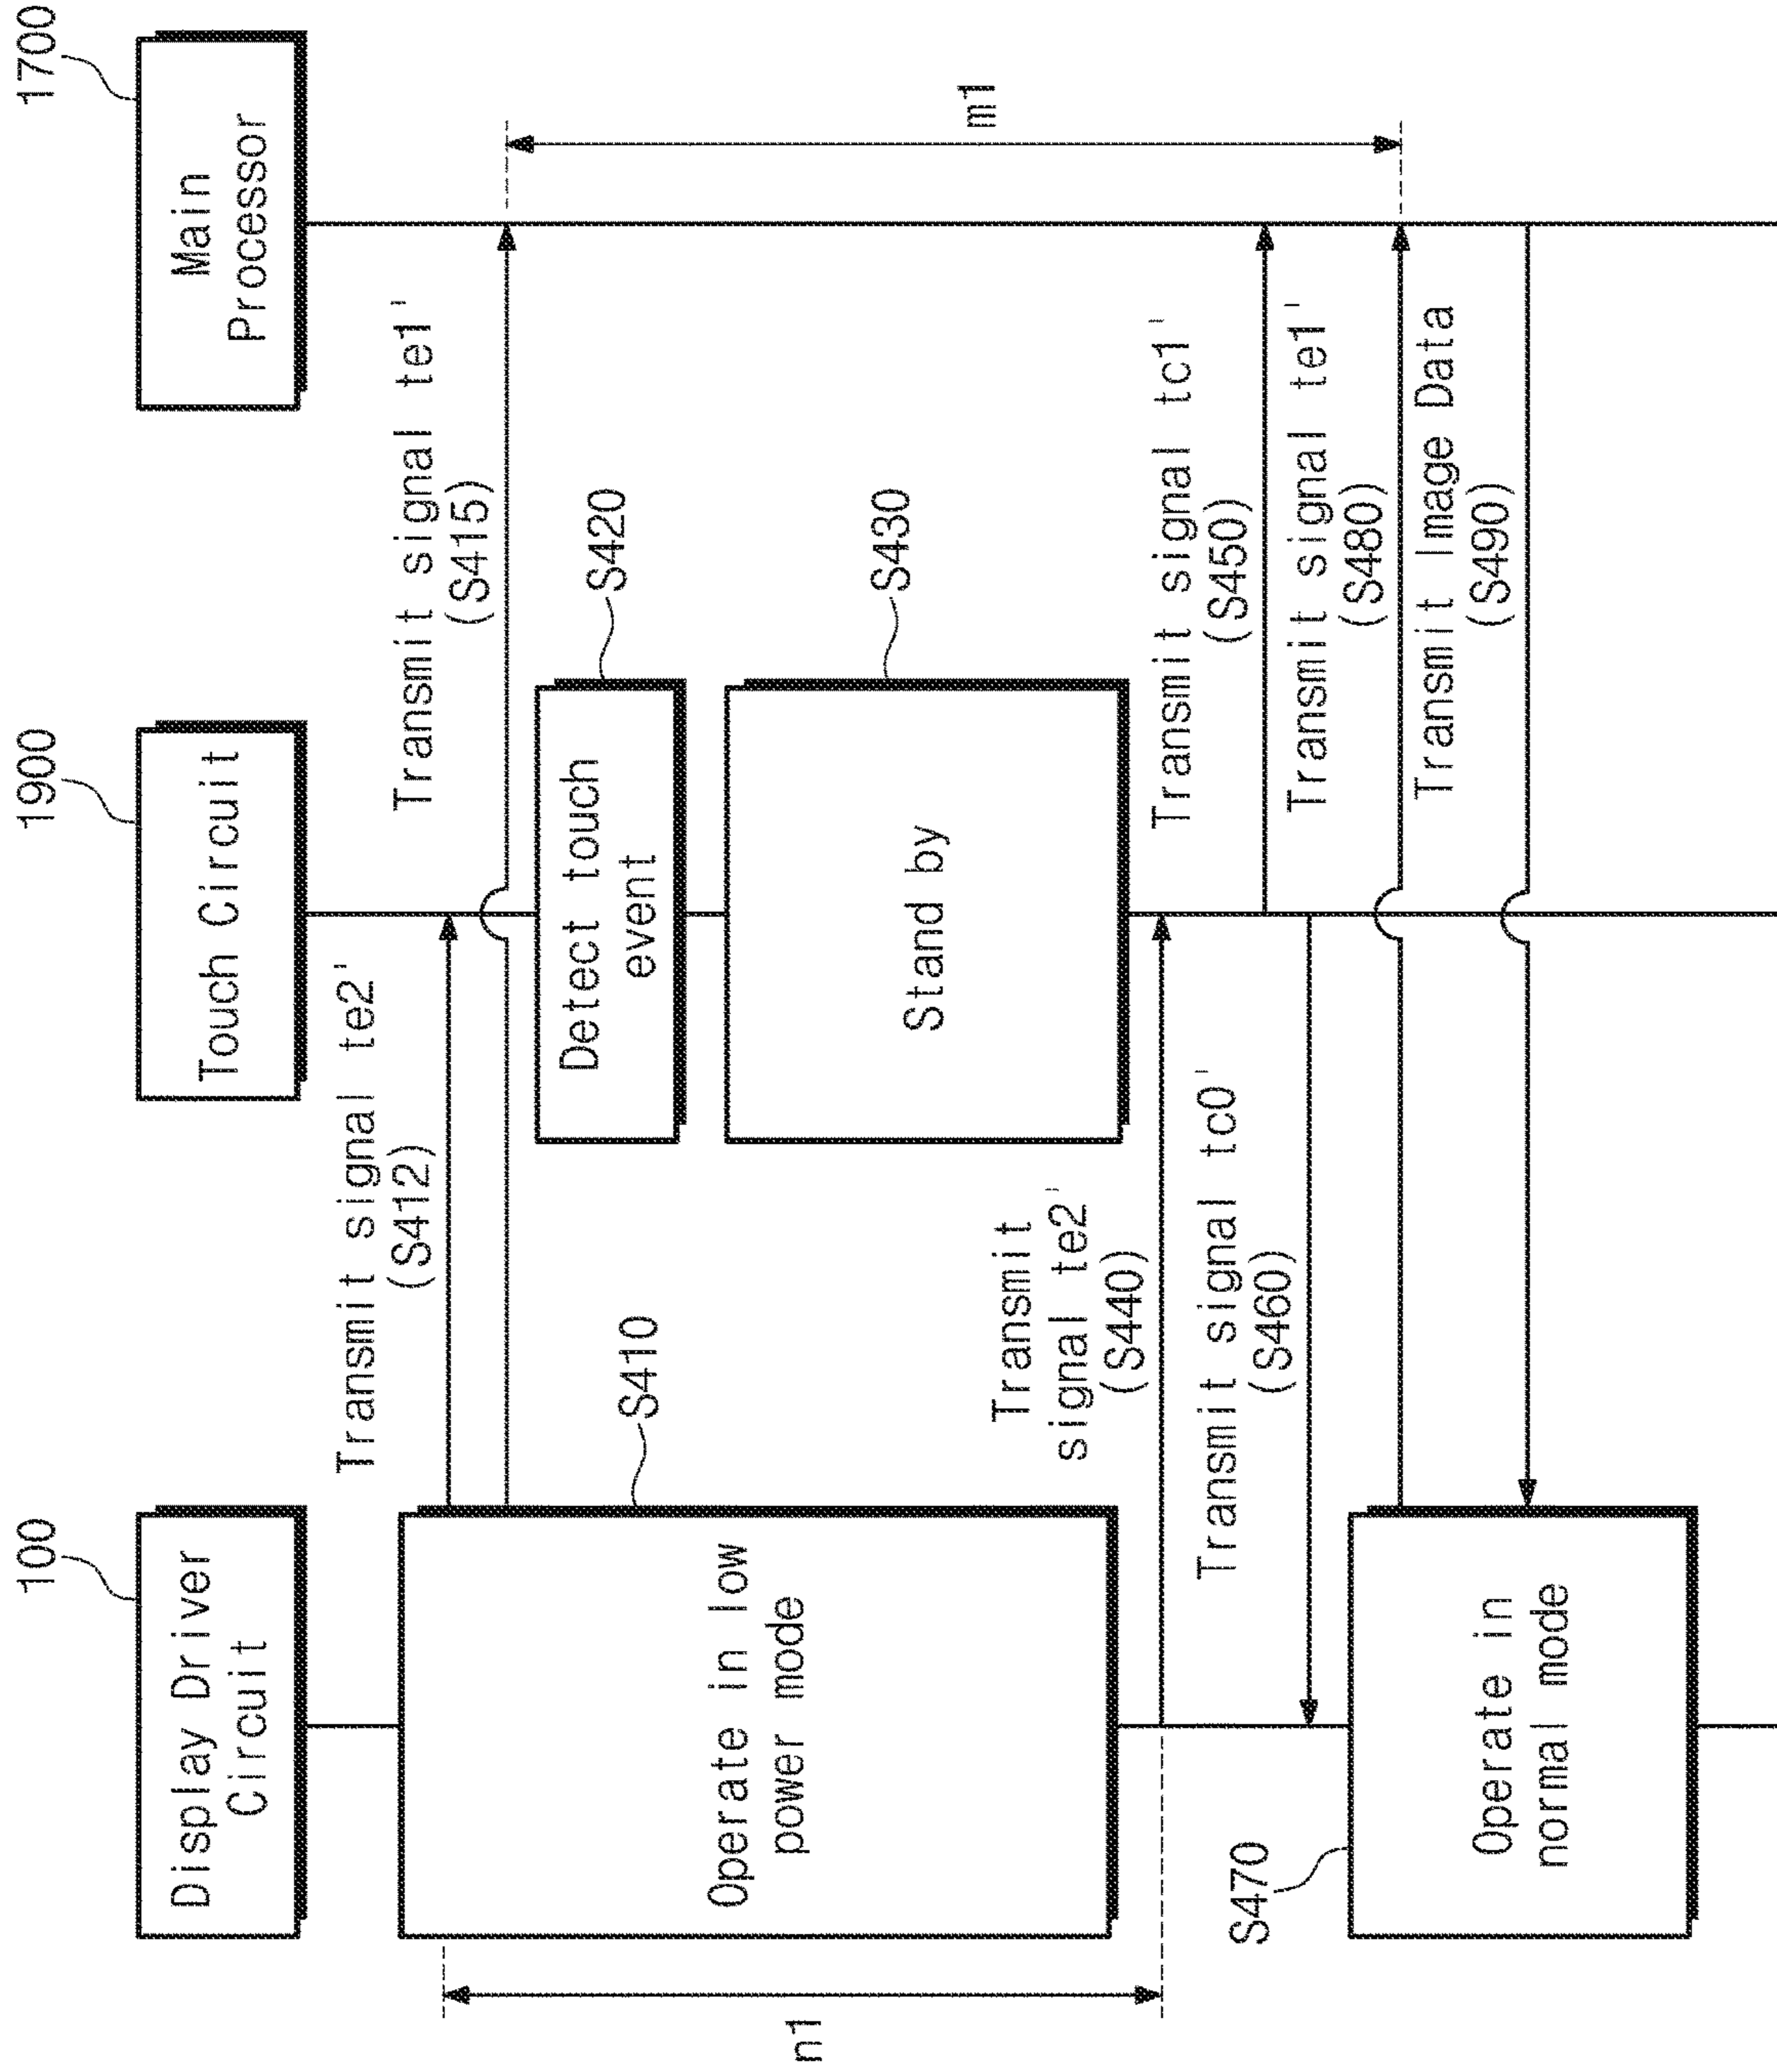 100
Display Driver
Circuit
1900
Touch Circuit
1700
Main
Processor
Transmit signal te2'
(S412)
Transmit signal te1'
(S415)
Operate in low
power mode
S410
Detect touch
event
S420
Stand by
S430
n1
m1
Transmit
signal te2'
(S440)
Transmit signal tc1'
(S450)
Transmit signal tc0'
(S460)
Operate in
normal mode
S470
Transmit signal te1'
(S480)
Transmit Image Data
(S490)